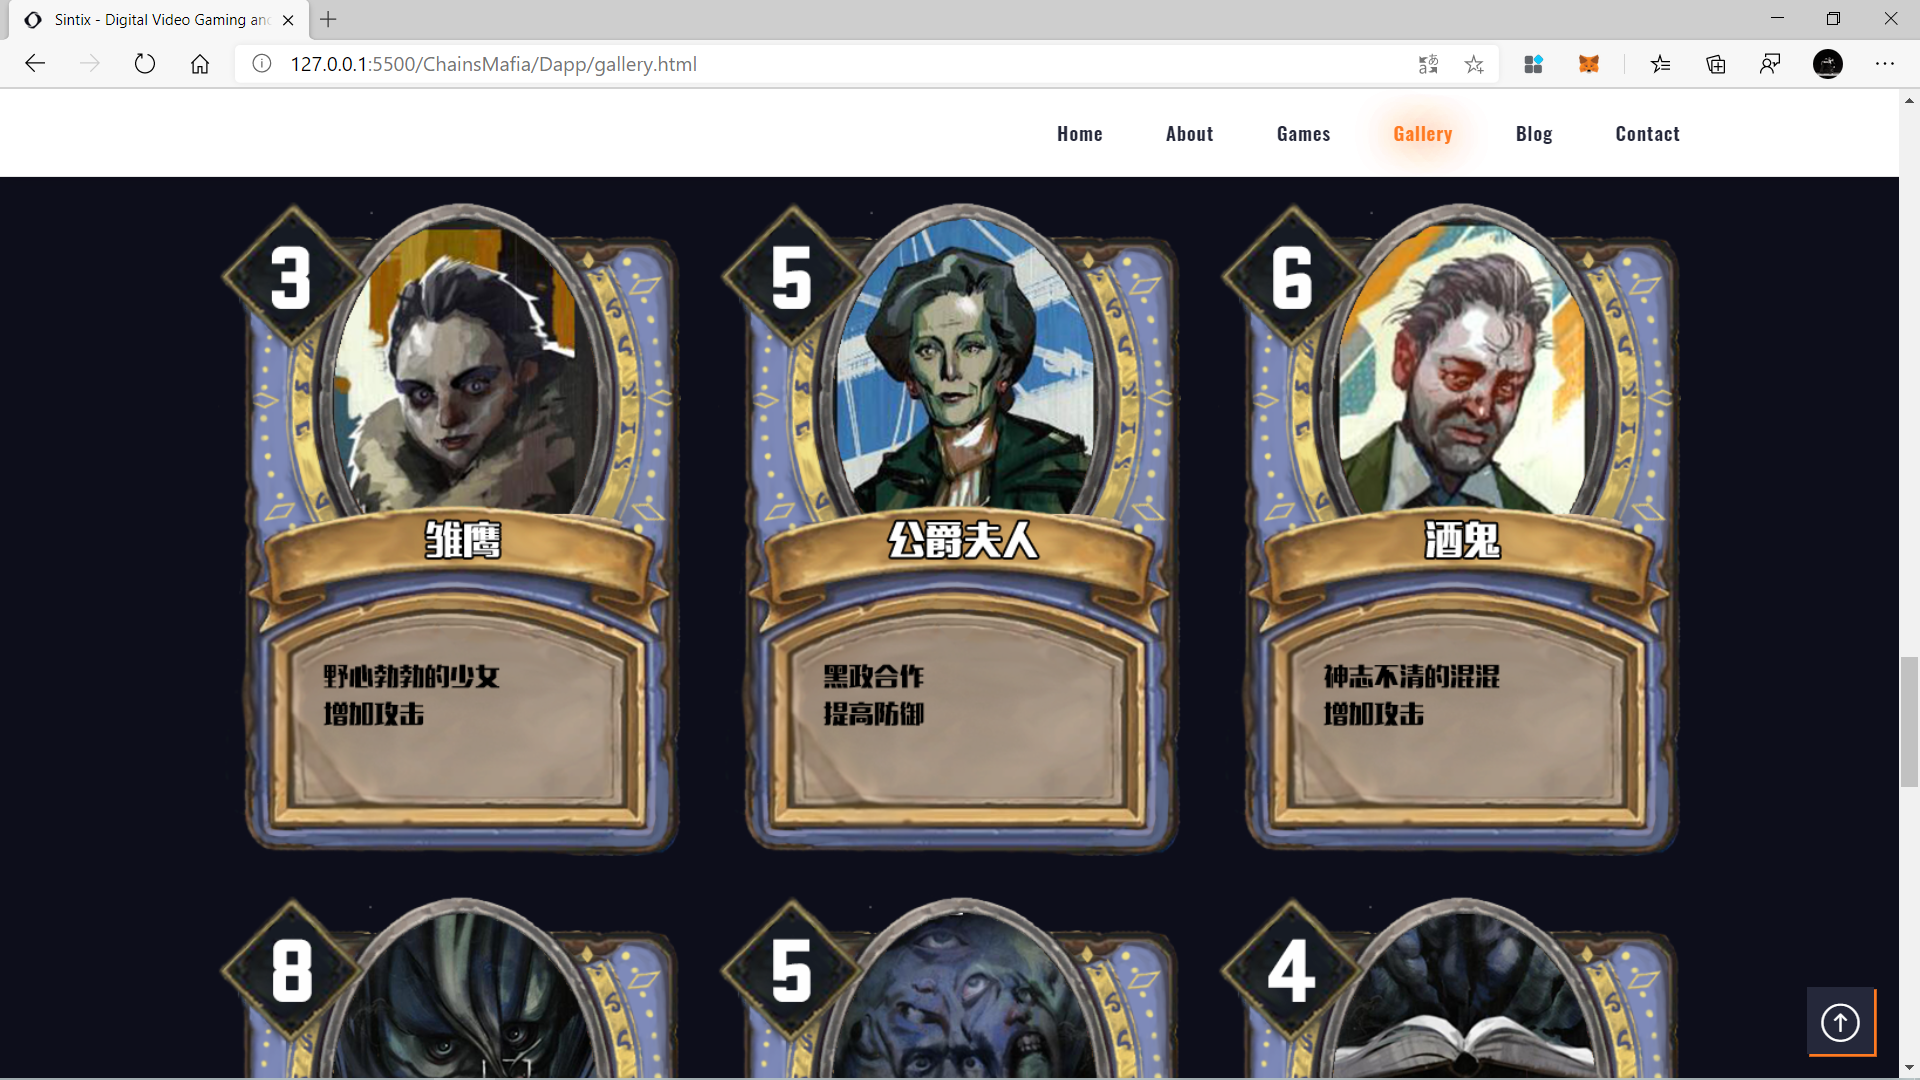 Sintix - Digital Video Gaming and
127.0.0.1:5500/ChainsMafia/Dapp/gallery.html
Home About Games Gallery Blog Contact
3 5 6
雏鹰 公爵夫人 酒鬼
野心勃勃的少女 黑政合作 神志不清的混混
增加攻击 提高防御 增加攻击
8 5 4